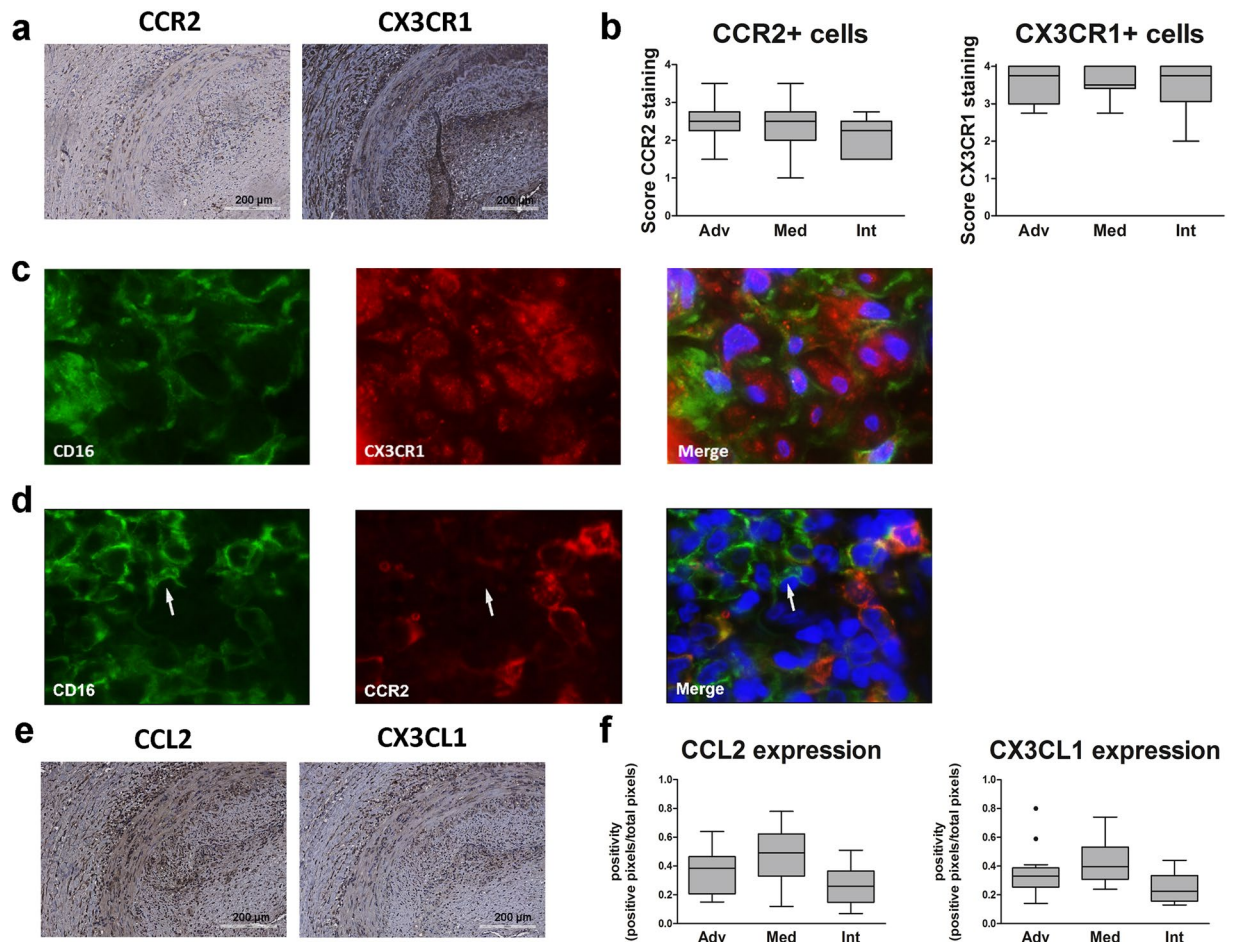 a
CCR2
CX3CR1
200 µm
200 µm
b
CCR2+ cells
CX3CR1+ cells
Score CCR2 staining
4
3
2
1
0
Adv Med Int
Score CX3CR1 staining
4
3
2
1
0
Adv Med Int
c
CD16
CX3CR1
Merge
d
CD16
CCR2
Merge
e
CCL2
CX3CL1
200 µm
200 µm
f
CCL2 expression
CX3CL1 expression
positivity
(positive pixels/total pixels)
1.0
0.8
0.6
0.4
0.2
0.0
Adv Med Int
positivity
(positive pixels/total pixels)
1.0
0.8
0.6
0.4
0.2
0.0
Adv Med Int